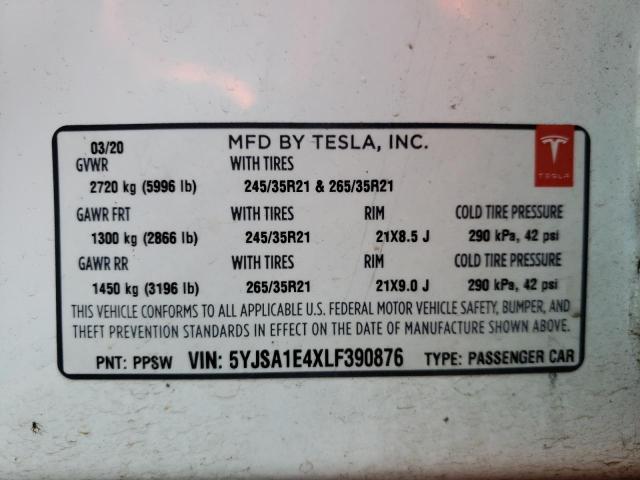 03/20 MFD BY TESLA, INC.
GVWR WITH TIRES
TESLA
2720 kg (5996 lb) 245/35R21 & 265/35R21
GAWR FRT WITH TIRES RIM COLD TIRE PRESSURE
1300 kg (2866 lb) 245/35R21 21X8.5 J 290 kPa, 42 psi
GAWR RR WITH TIRES RIM COLD TIRE PRESSURE
1450 kg (3196 lb) 265/35R21 21X9.0 J 290 kPa, 42 psi
THIS VEHICLE CONFORMS TO ALL APPLICABLE U.S. FEDERAL MOTOR VEHICLE SAFETY, BUMPER, AND
THEFT PREVENTION STANDARDS IN EFFECT ON THE DATE OF MANUFACTURE SHOWN ABOVE.
PNT: PPSW VIN: 5YJSA1E4XLF390876 TYPE: PASSENGER CAR